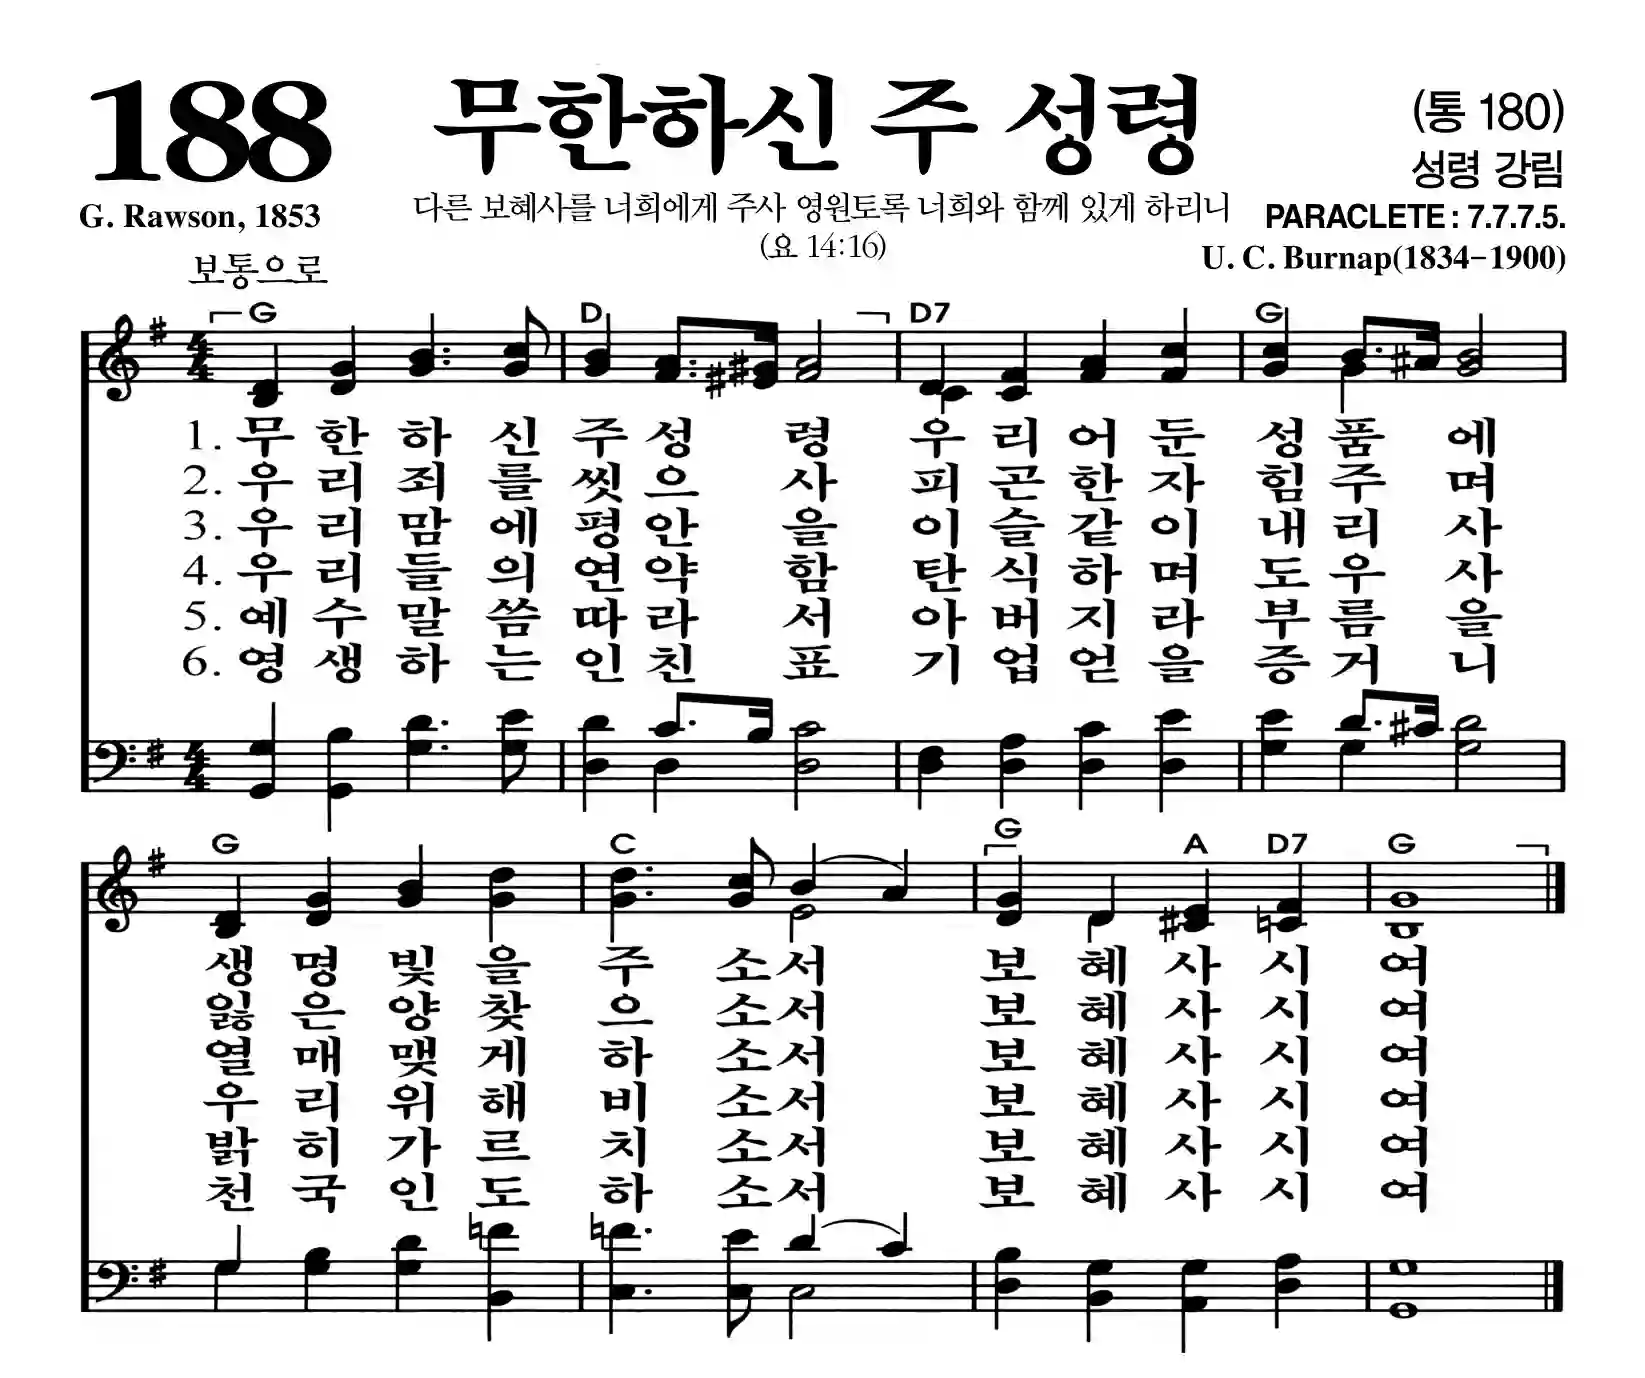 188
무한하신 주 성령
(통 180)
성령 강림
G. Rawson, 1853
다른 보혜사를 너희에게 주사 영원토록 너희와 함께 있게 하리니
(요 14:16)
PARACLETE : 7.7.7.5.
U. C. Burnap(1834-1900)
보통으로
G D D7 G
4 4
1. 무 한 하 신 주 성 령 우 리 어 둔 성 품 에
2. 우 리 죄 를 씻 으 사 피 곤 한 자 힘 주 며
3. 우 리 맘 에 평 안 을 이 슬 같 이 내 리 사
4. 우 리 들 의 연 약 함 탄 식 하 며 도 우 사
5. 예 수 말 씀 따 라 서 아 버 지 라 부 름 을
6. 영 생 하 는 인 친 표 기 업 얻 을 증 거 니
4 4
G C G A D7 G
생 명 빛 을 주 소 서 보 혜 사 시 여
잃 은 양 찾 으 소 서 보 혜 사 시 여
열 매 맺 게 하 소 서 보 혜 사 시 여
우 리 위 해 비 소 서 보 혜 사 시 여
밝 히 가 르 치 소 서 보 혜 사 시 여
천 국 인 도 하 소 서 보 혜 사 시 여